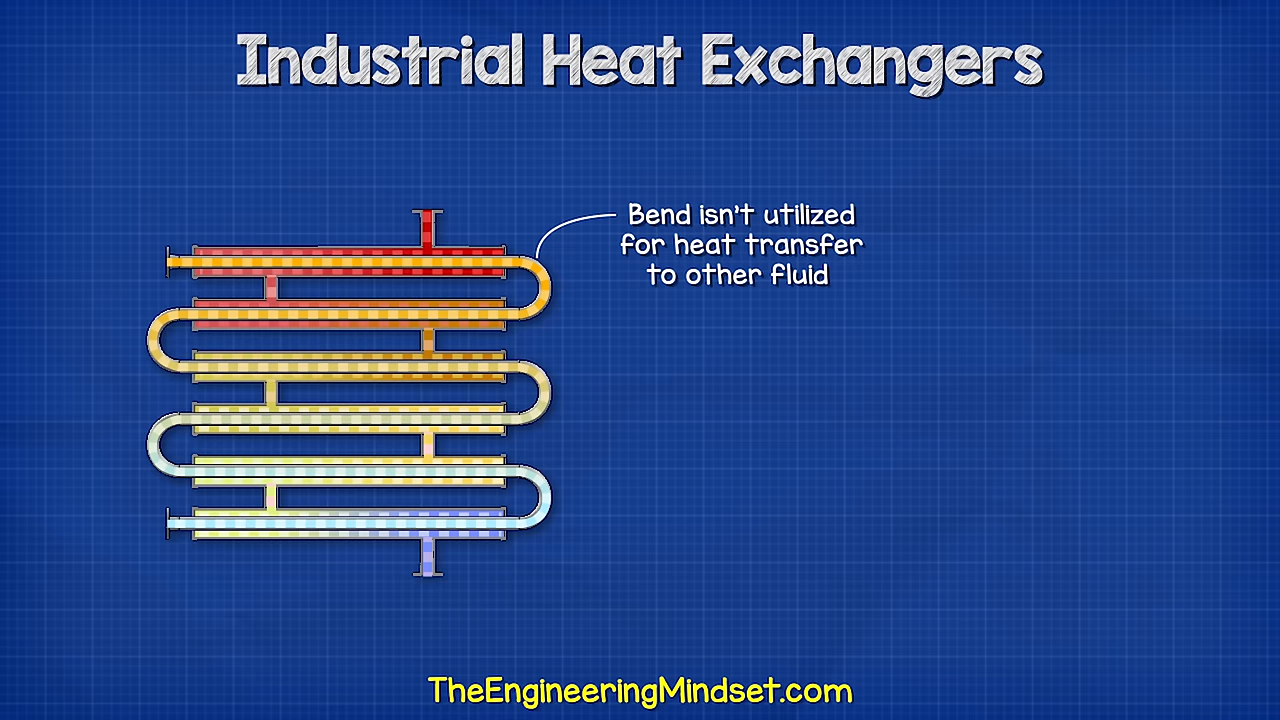 Industrial Heat Exchangers
Bend isn't utilized
for heat transfer
to other fluid
TheEngineeringMindset.com